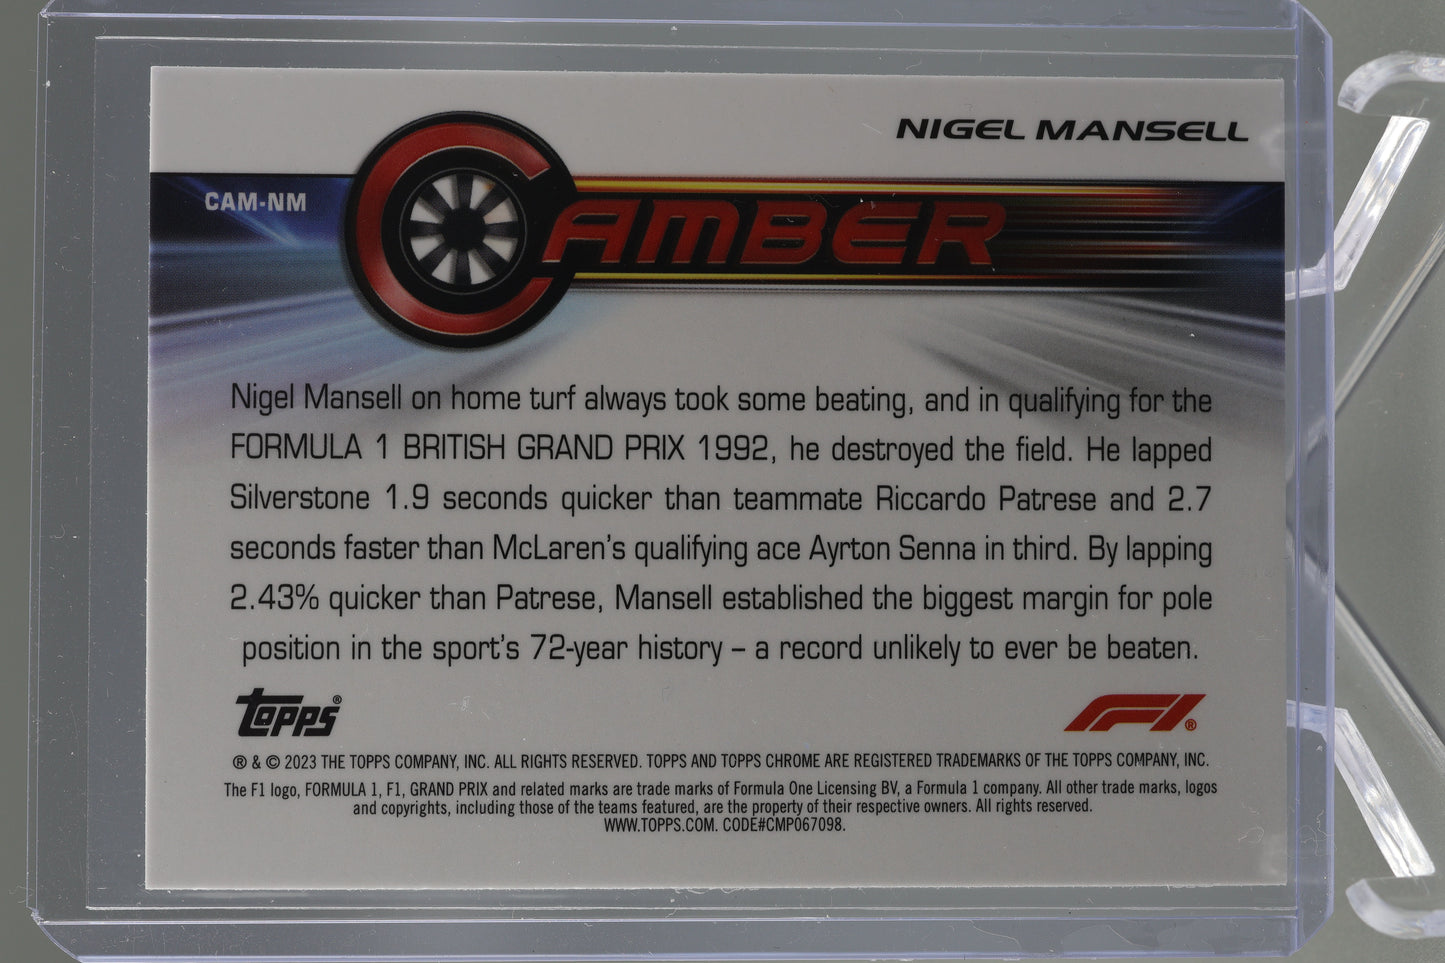 NIGEL MANSELL
CAM-NM
CAMBER
Nigel Mansell on home turf always took some beating, and in qualifying for the
FORMULA 1 BRITISH GRAND PRIX 1992, he destroyed the field. He lapped
Silverstone 1.9 seconds quicker than teammate Riccardo Patrese and 2.7
seconds faster than McLaren's qualifying ace Ayrton Senna in third. By lapping
2.43% quicker than Patrese, Mansell established the biggest margin for pole
position in the sport's 72-year history – a record unlikely to ever be beaten.
Topps® F1®
® & © 2023 THE TOPPS COMPANY, INC. ALL RIGHTS RESERVED. TOPPS AND TOPPS CHROME ARE REGISTERED TRADEMARKS OF THE TOPPS COMPANY, INC.
The F1 logo, FORMULA 1, F1, GRAND PRIX and related marks are trade marks of Formula One Licensing BV, a Formula 1 company. All other trade marks, logos
and copyrights, including those of the teams featured, are the property of their respective owners. All rights reserved.
WWW.TOPPS.COM. CODE#CMP067098.